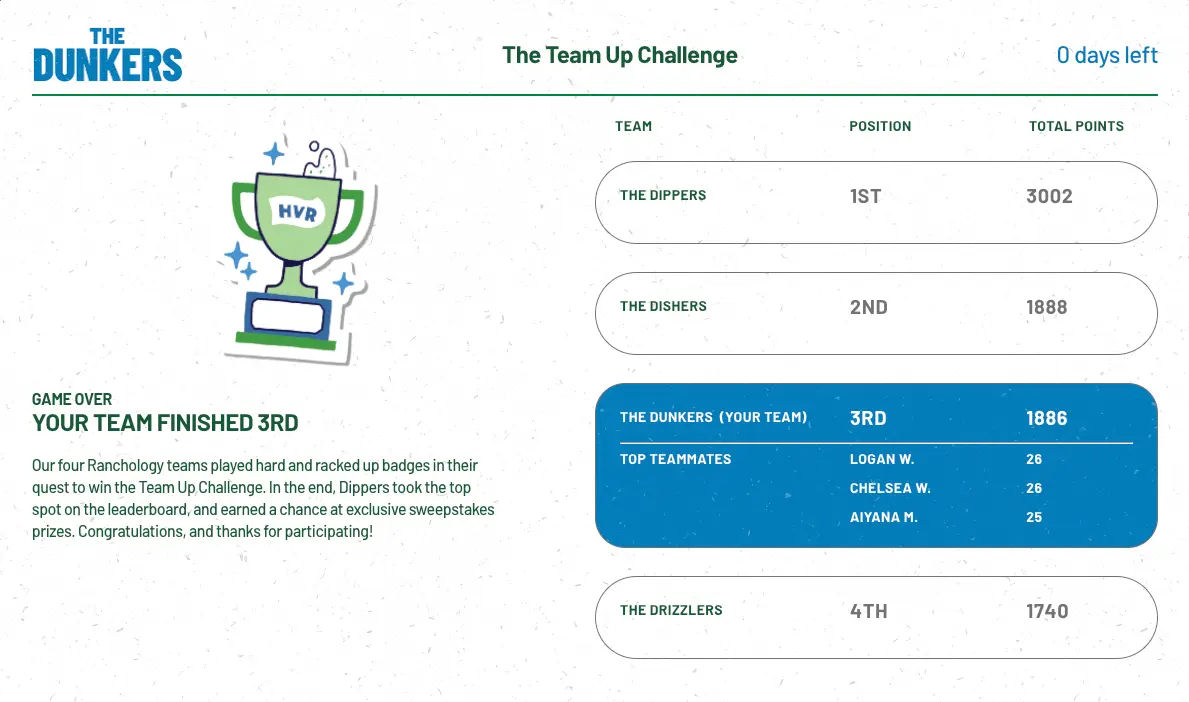 THE
DUNKERS
The Team Up Challenge
0 days left
HVR
GAME OVER
YOUR TEAM FINISHED 3RD
Our four Ranchology teams played hard and racked up badges in their
quest to win the Team Up Challenge. In the end, Dippers took the top
spot on the leaderboard, and earned a chance at exclusive sweepstakes
prizes. Congratulations, and thanks for participating!
TEAM POSITION TOTAL POINTS
THE DIPPERS 1ST 3002
THE DISHERS 2ND 1888
THE DUNKERS (YOUR TEAM) 3RD 1886
TOP TEAMMATES LOGAN W. 26
CHELSEA W. 26
AIYANA M. 25
THE DRIZZLERS 4TH 1740